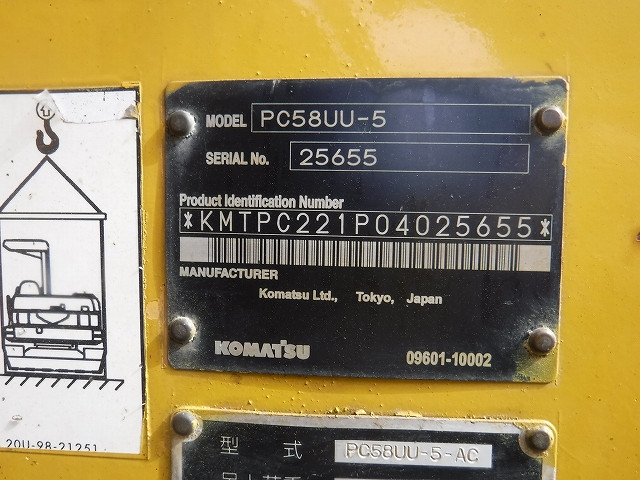 MODEL PC58UU-5
SERIAL No. 25655
Product Identification Number
*KMTPC221P04025655*
MANUFACTURER
Komatsu Ltd., Tokyo, Japan
KOMATSU 09601-10002
20U-98-21251
型式 PC58UU-5-AC